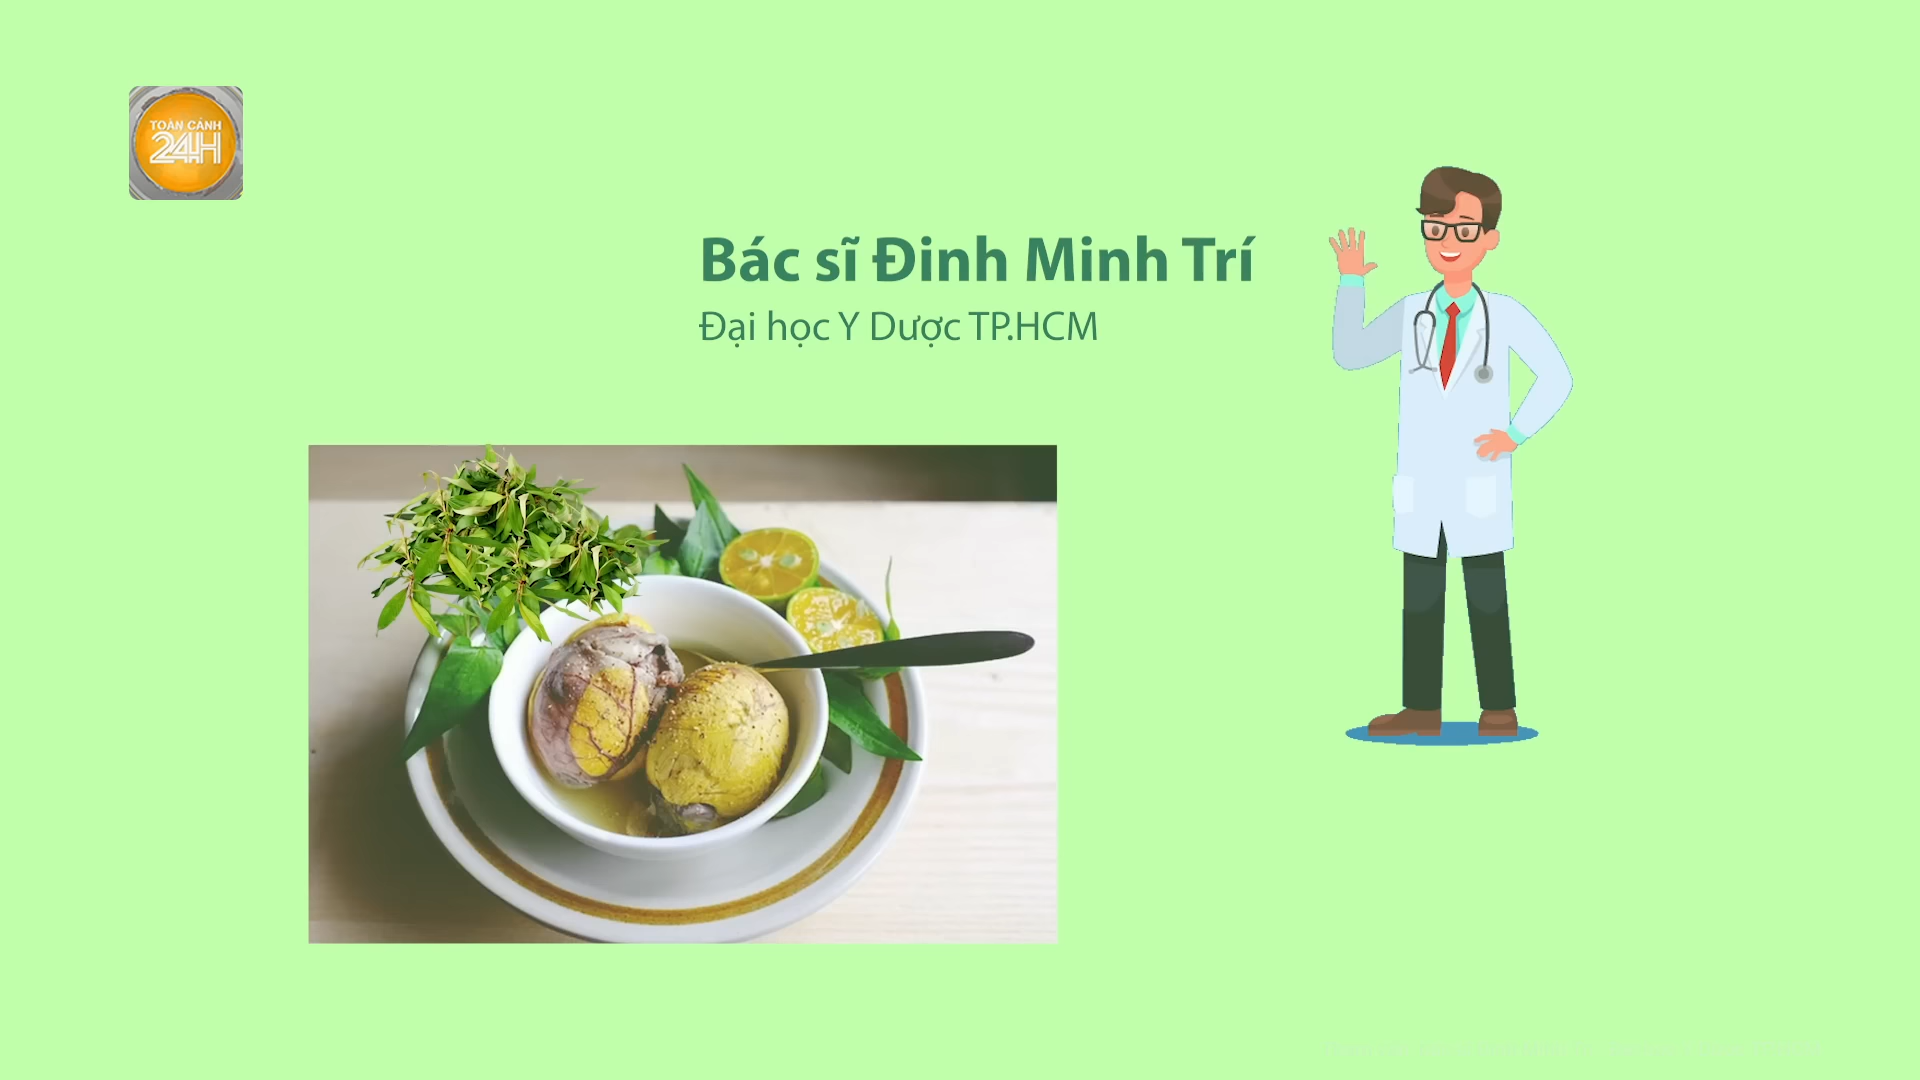 TOÀN CẢNH
24H
Bác sĩ Đinh Minh Trí
Đại học Y Dược TP.HCM